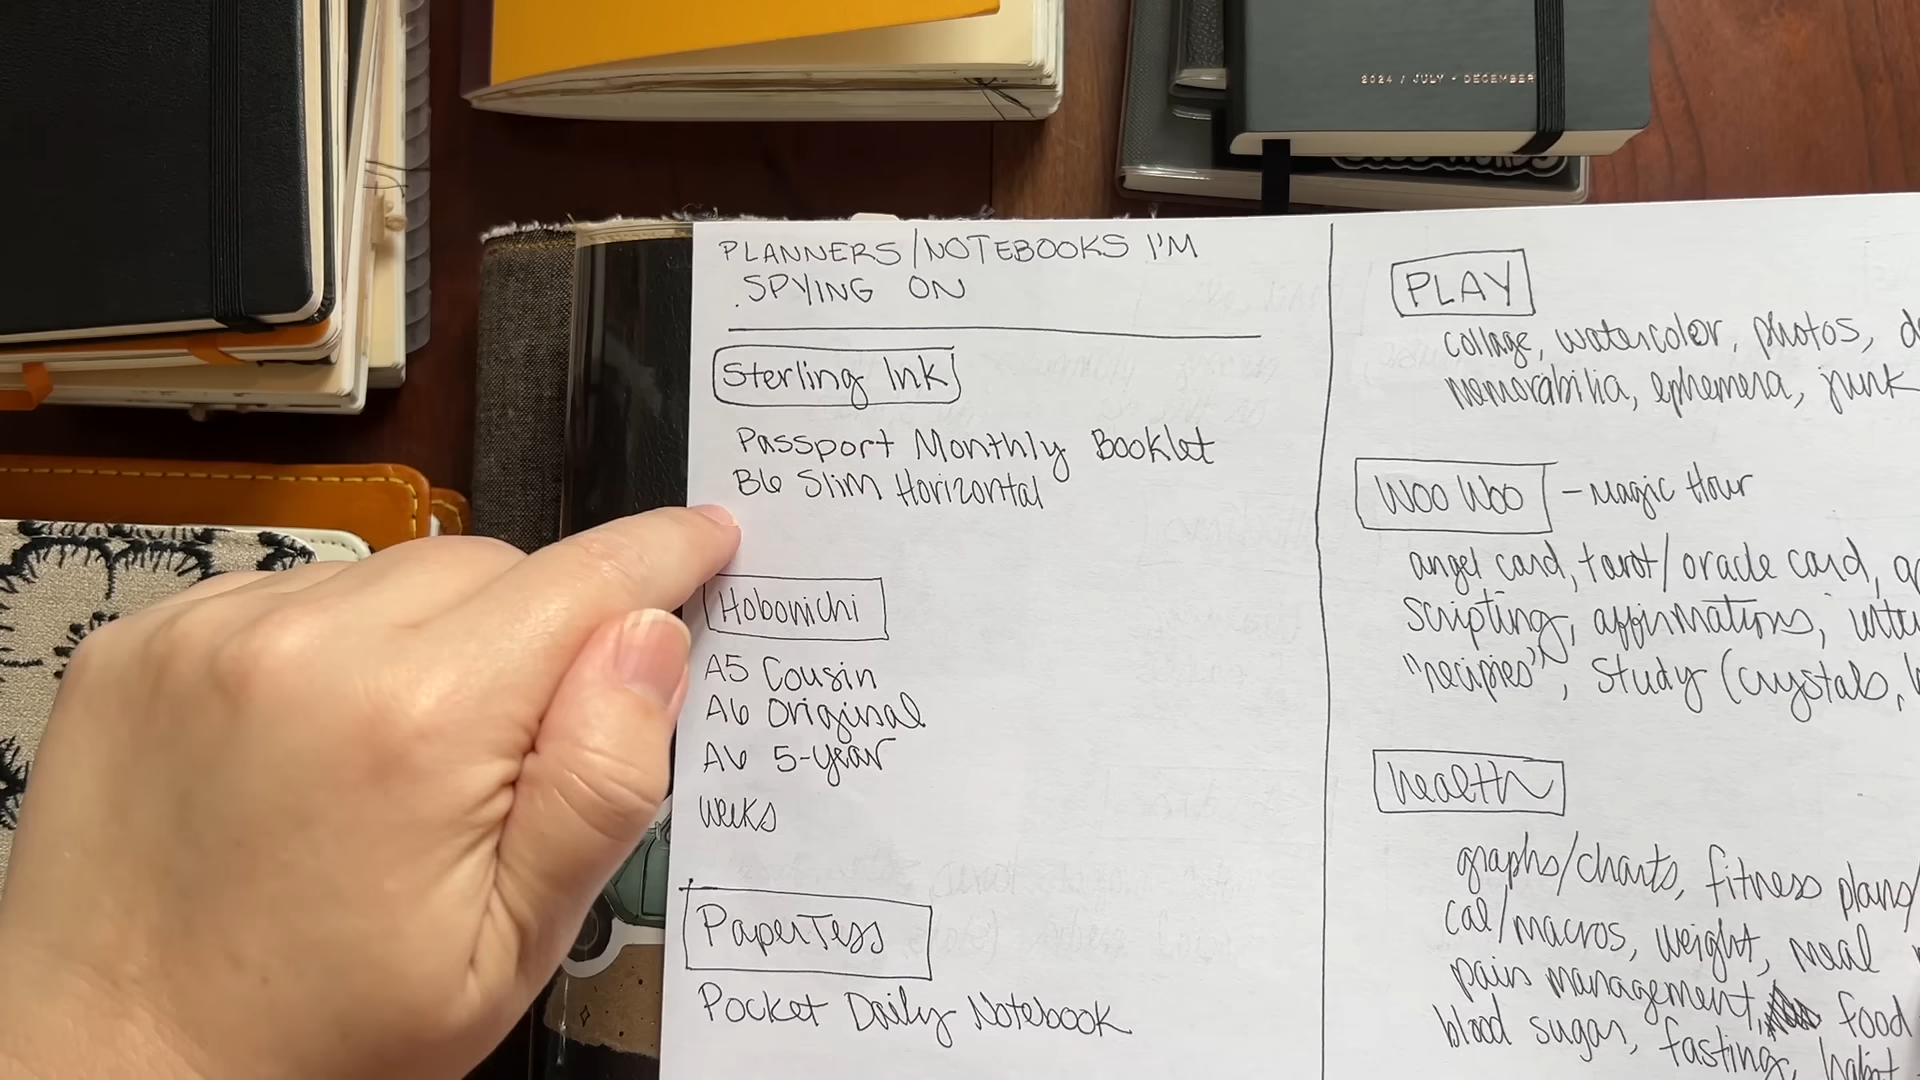 2024 / JULY - DECEMBER
PLANNERS/NOTEBOOKS I'M
SPYING ON
Sterling Ink
Passport Monthly Booklet
B6 Slim Horizontal
Hobonichi
A5 Cousin
A6 Original
A6 5-year
Weeks
PaperTess
Pocket Daily Notebook
PLAY
collage, watercolor, photos,
memorabilia, ephemera, junk
Woo Woo - Magic Hour
angel card, tarot/oracle card,
scripting, affirmations,
"recipies", study (crystals,
health
graphs/charts, fitness plans/
cal/macros, weight, meal
pain management, food
blood sugar, fasting, habit